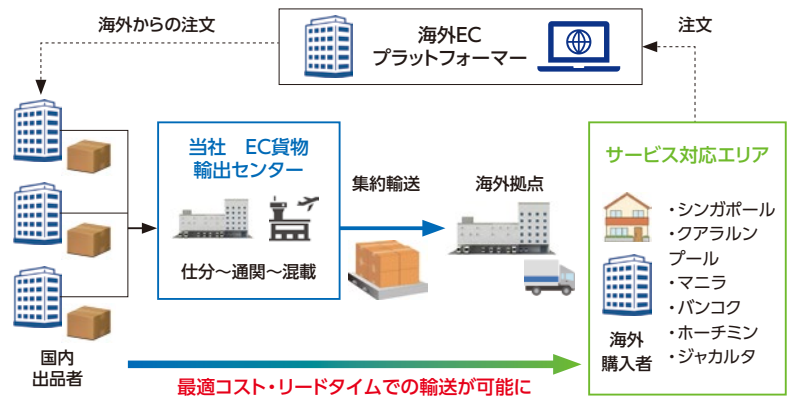 海外からの注文
海外EC
プラットフォーマー
注文
当社 EC貨物
輸出センター
仕分～通関～混載
集約輸送
海外拠点
サービス対応エリア
・シンガポール
・クアラルン
プール
・マニラ
・バンコク
・ホーチミン
・ジャカルタ
海外
購入者
国内
出品者
最適コスト・リードタイムでの輸送が可能に